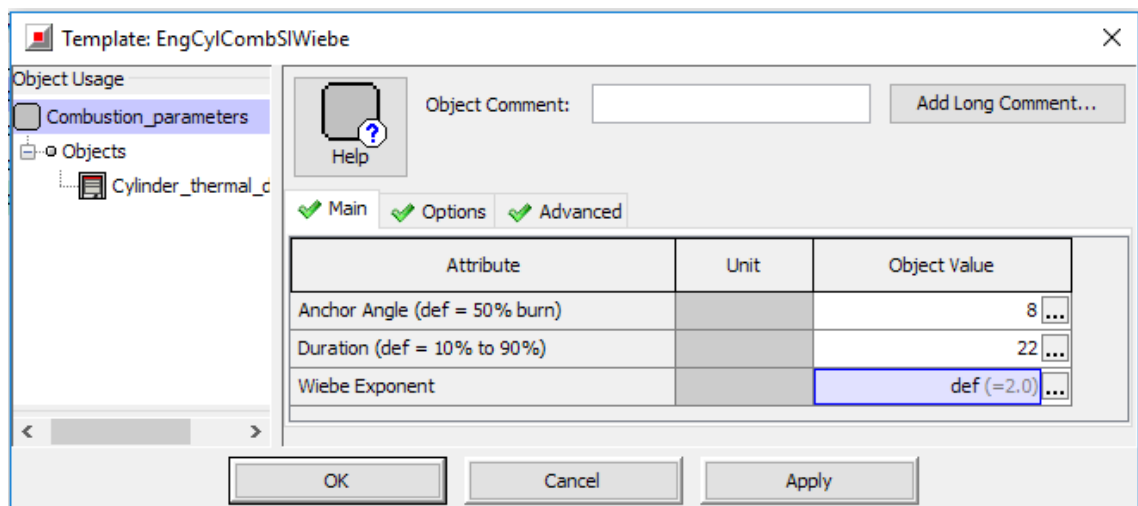 Template: EngCylCombSIWiebe
Object Usage
Combustion_parameters
Objects
Cylinder_thermal_d
Help
Object Comment:
Add Long Comment...
Main Options Advanced
Attribute Unit Object Value
Anchor Angle (def = 50% burn) 8 ...
Duration (def = 10% to 90%) 22 ...
Wiebe Exponent def (=2.0) ...
OK Cancel Apply